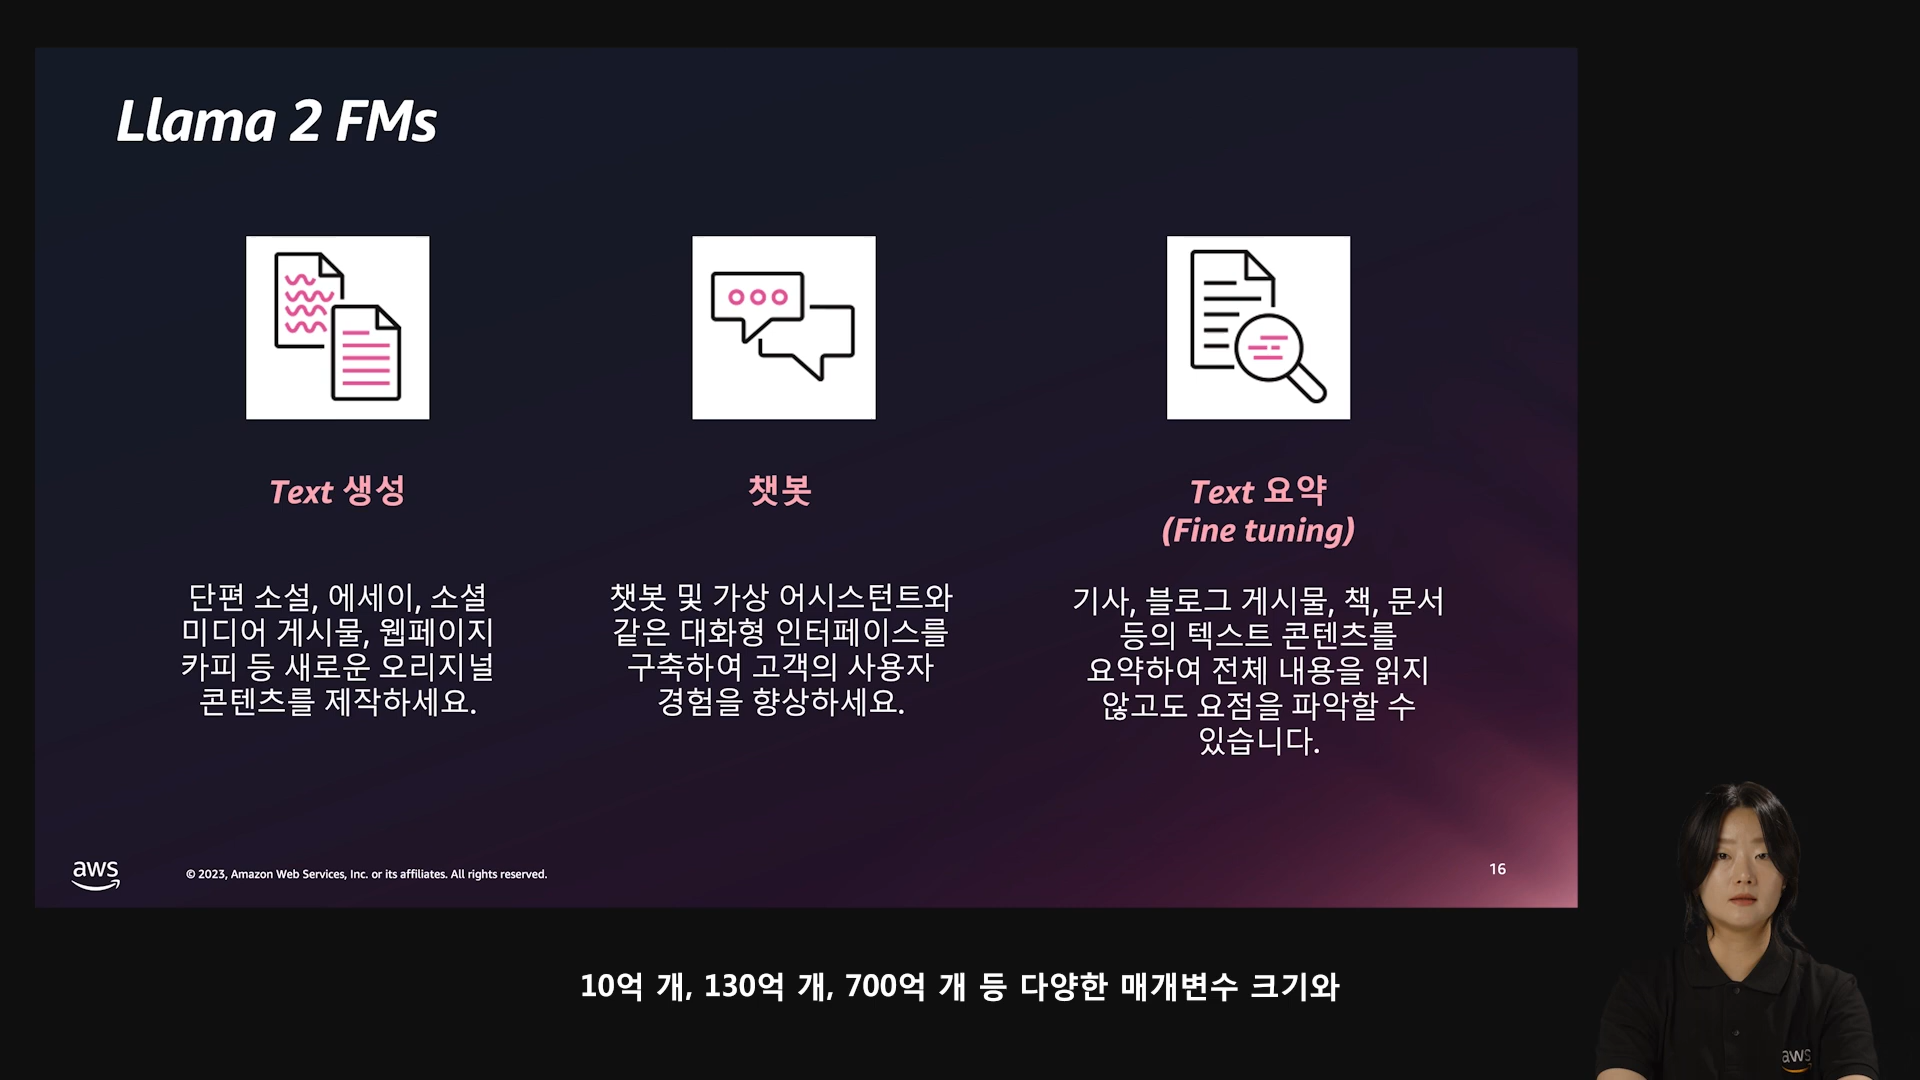 Llama 2 FMs
Text 생성
단편 소설, 에세이, 소셜
미디어 게시물, 웹페이지
카피 등 새로운 오리지널
콘텐츠를 제작하세요.
챗봇
챗봇 및 가상 어시스턴트와
같은 대화형 인터페이스를
구축하여 고객의 사용자
경험을 향상하세요.
Text 요약
(Fine tuning)
기사, 블로그 게시물, 책, 문서
등의 텍스트 콘텐츠를
요약하여 전체 내용을 읽지
않고도 요점을 파악할 수
있습니다.
aws
© 2023, Amazon Web Services, Inc. or its affiliates. All rights reserved.
16
10억 개, 130억 개, 700억 개 등 다양한 매개변수 크기와
aws